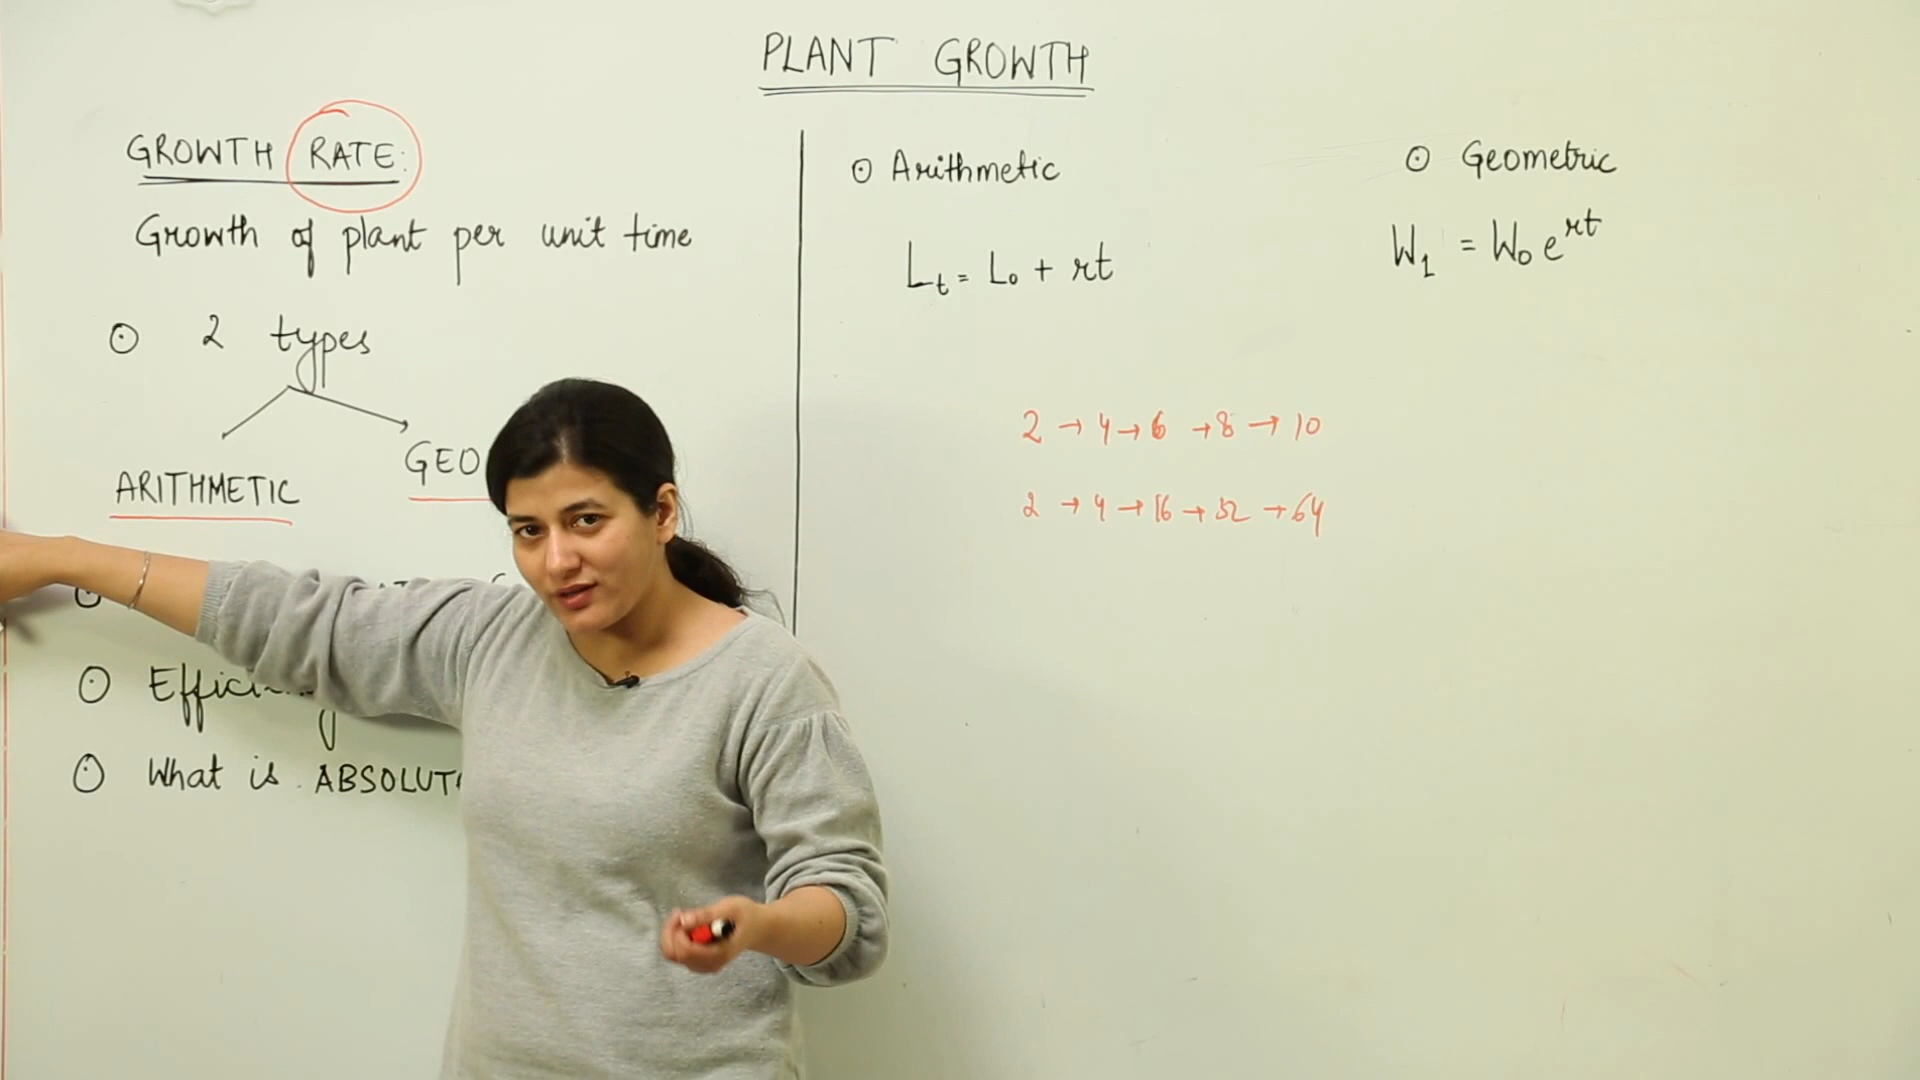 PLANT GROWTH
GROWTH RATE:
Growth of plant per unit time
2 types
ARITHMETIC
GEO
What is ABSOLUT
Arithmetic
Lt = L0 + rt
Geometric
W1 = W0 e^rt
2 → 4 → 6 → 8 → 10
2 → 4 → 16 → 32 → 64